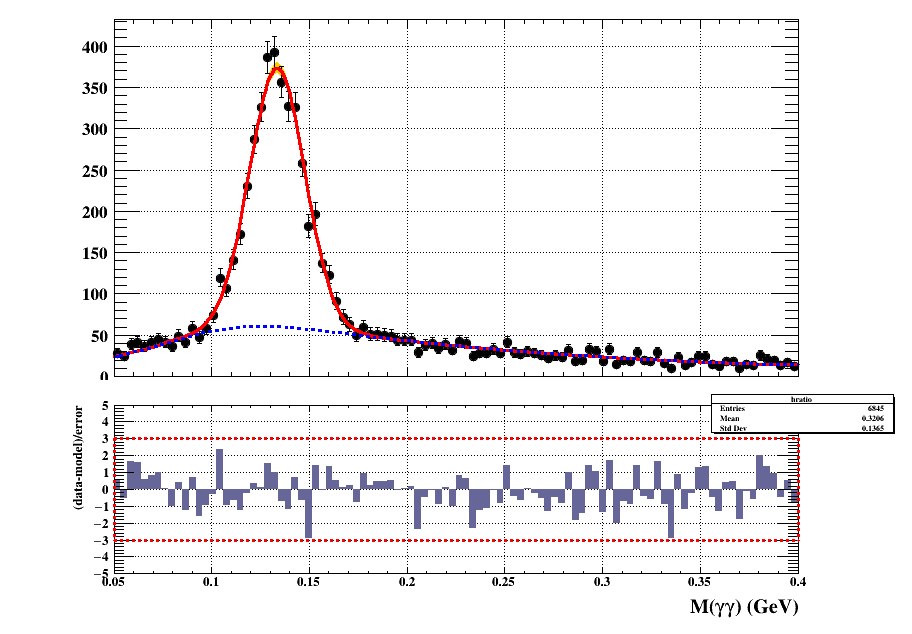 400
350
300
250
200
150
100
50
0
hratio
Entries 6845
Mean 0.3206
Std Dev 0.1365
(data-model)/error
5
4
3
2
1
0
−1
−2
−3
−4
−5
0.05 0.1 0.15 0.2 0.25 0.3 0.35 0.4
M(γγ) (GeV)